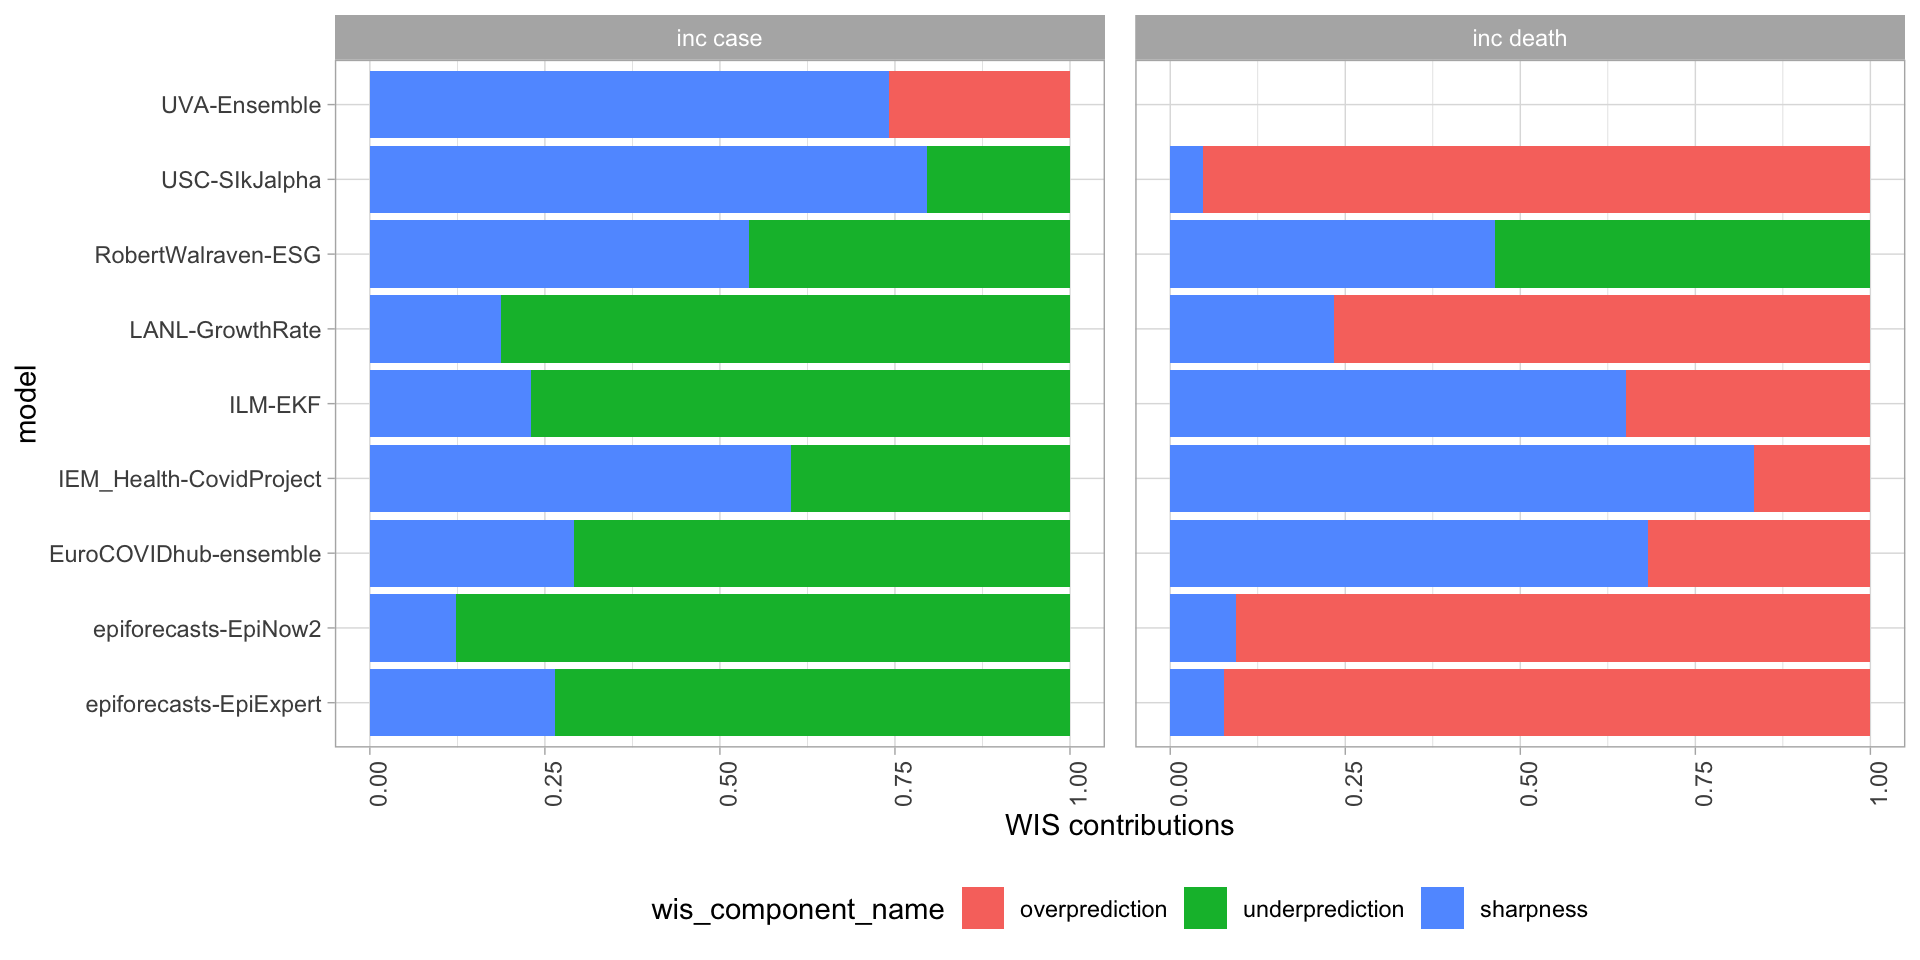 inc case
inc death
model
UVA-Ensemble
USC-SIkJalpha
RobertWalraven-ESG
LANL-GrowthRate
ILM-EKF
IEM_Health-CovidProject
EuroCOVIDhub-ensemble
epiforecasts-EpiNow2
epiforecasts-EpiExpert
0.00 0.25 0.50 0.75 1.00
0.00 0.25 0.50 0.75 1.00
WIS contributions
wis_component_name overprediction underprediction sharpness